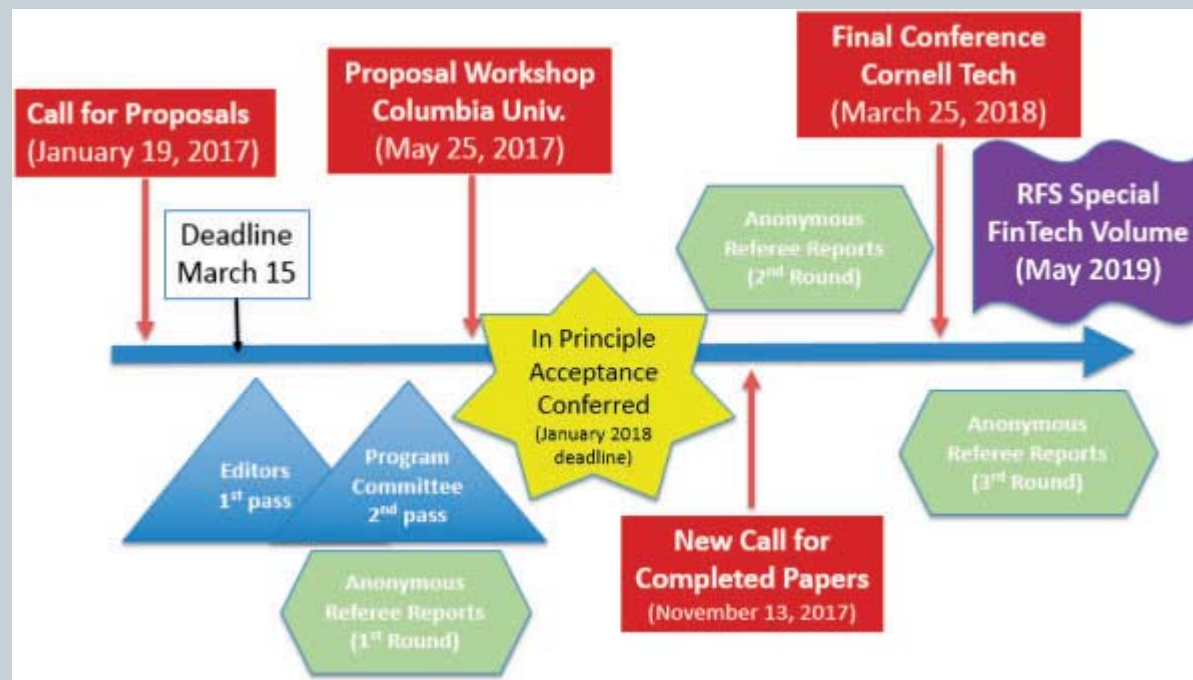 Call for Proposals
(January 19, 2017)
Deadline
March 15
Proposal Workshop
Columbia Univ.
(May 25, 2017)
Final Conference
Cornell Tech
(March 25, 2018)
RFS Special
FinTech Volume
(May 2019)
Anonymous
Referee Reports
(2nd Round)
In Principle
Acceptance
Conferred
(January 2018
deadline)
Editors
1st pass
Program
Committee
2nd pass
Anonymous
Referee Reports
(1st Round)
New Call for
Completed Papers
(November 13, 2017)
Anonymous
Referee Reports
(3rd Round)